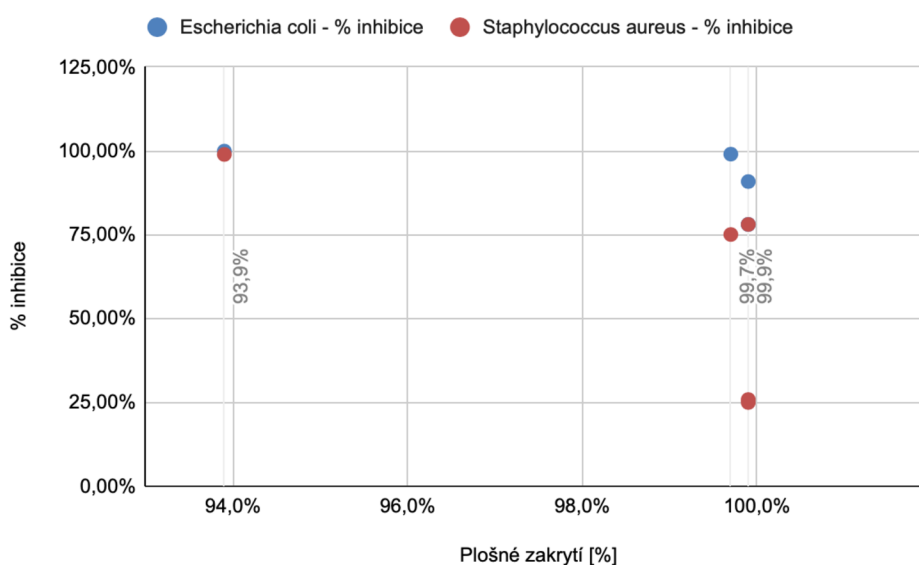 Escherichia coli - % inhibice Staphylococcus aureus - % inhibice
125,00%
100,00%
75,00%
50,00%
25,00%
0,00%
% inhibice
93,9%
99,7%
99,9%
94,0% 96,0% 98,0% 100,0%
Plošné zakrytí [%]